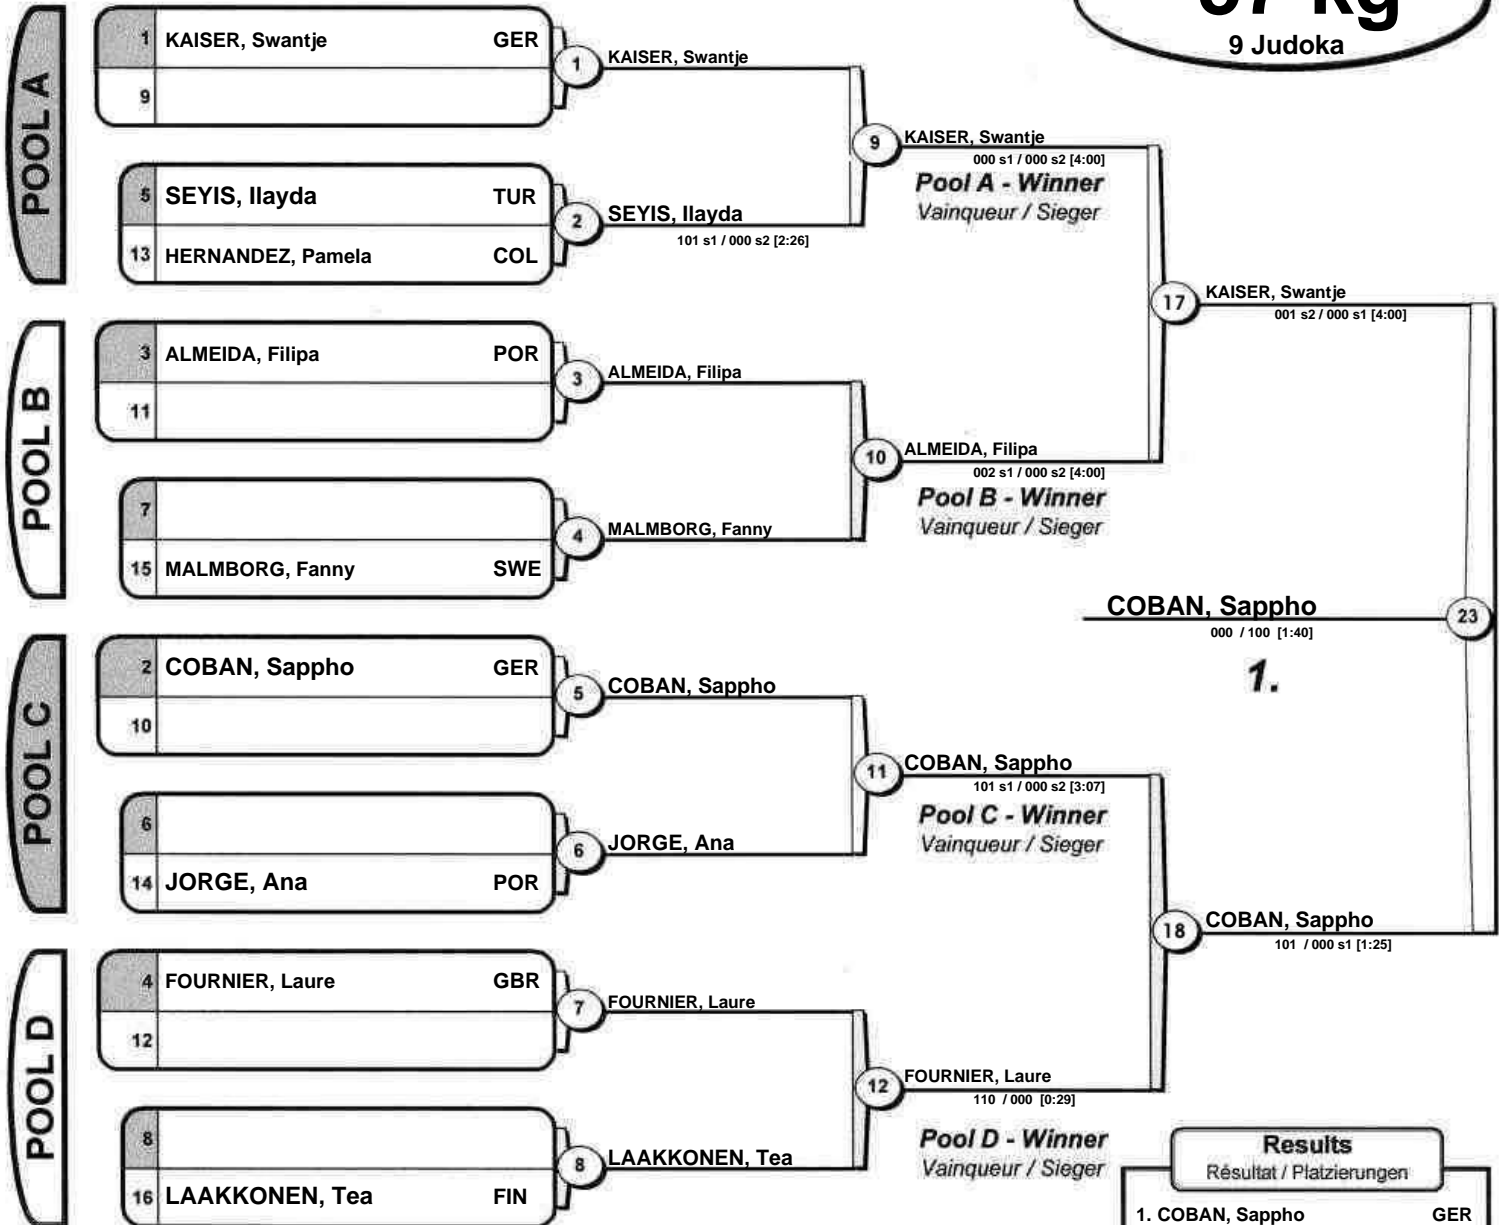 57 kg
9 Judoka
POOL A
1 KAISER, Swantje GER
9
1 KAISER, Swantje
5 SEYIS, Ilayda TUR
13 HERNANDEZ, Pamela COL
2 SEYIS, Ilayda
101 s1 / 000 s2 [2:26]
9 KAISER, Swantje
000 s1 / 000 s2 [4:00]
Pool A - Winner
Vainqueur / Sieger
POOL B
3 ALMEIDA, Filipa POR
11
3 ALMEIDA, Filipa
7
15 MALMBORG, Fanny SWE
4 MALMBORG, Fanny
10 ALMEIDA, Filipa
002 s1 / 000 s2 [4:00]
Pool B - Winner
Vainqueur / Sieger
17 KAISER, Swantje
001 s2 / 000 s1 [4:00]
COBAN, Sappho 23
000 / 100 [1:40]
1.
POOL C
2 COBAN, Sappho GER
10
5 COBAN, Sappho
6
14 JORGE, Ana POR
6 JORGE, Ana
11 COBAN, Sappho
101 s1 / 000 s2 [3:07]
Pool C - Winner
Vainqueur / Sieger
18 COBAN, Sappho
101 / 000 s1 [1:25]
POOL D
4 FOURNIER, Laure GBR
12
7 FOURNIER, Laure
8
16 LAAKKONEN, Tea FIN
8 LAAKKONEN, Tea
12 FOURNIER, Laure
110 / 000 [0:29]
Pool D - Winner
Vainqueur / Sieger
Results
Résultat / Platzierungen
1. COBAN, Sappho GER